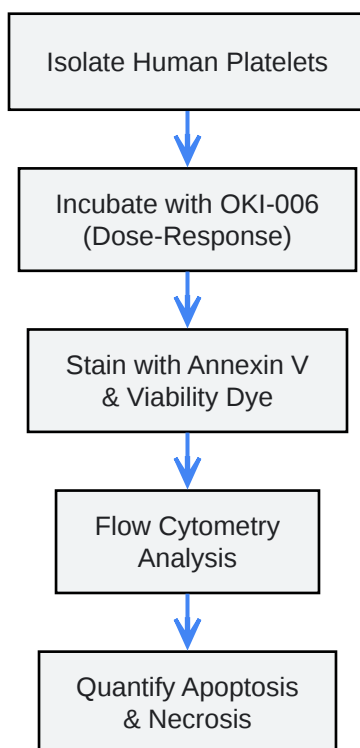 Isolate Human Platelets
Incubate with OKI-006
(Dose-Response)
Stain with Annexin V
& Viability Dye
Flow Cytometry
Analysis
Quantify Apoptosis
& Necrosis